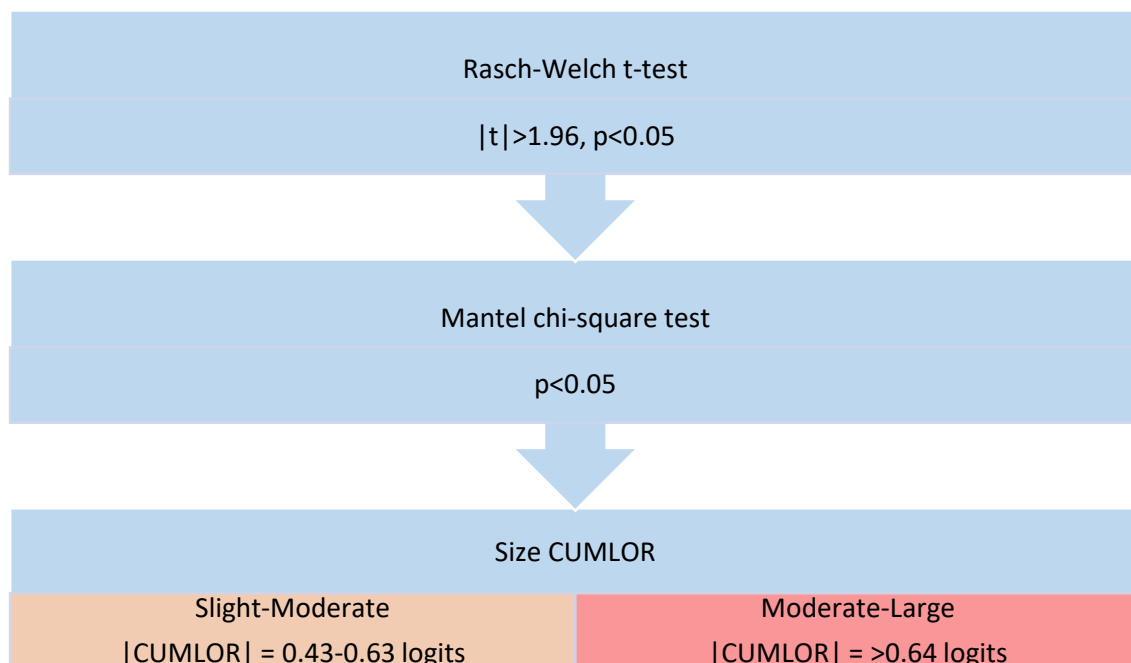 Rasch-Welch t-test
|t|>1.96, p<0.05
Mantel chi-square test
p<0.05
Size CUMLOR
Slight-Moderate
|CUMLOR| = 0.43-0.63 logits
Moderate-Large
|CUMLOR| = >0.64 logits